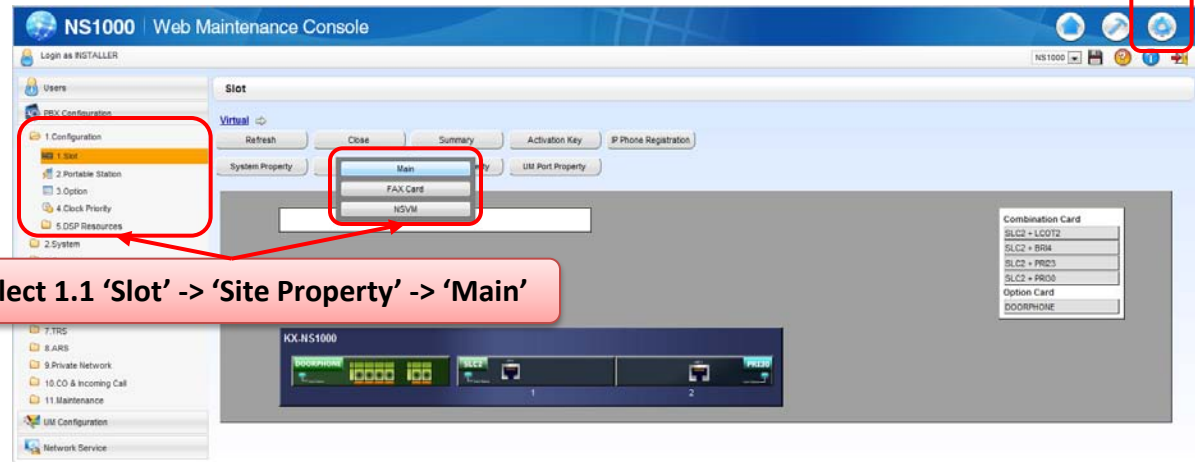 NS1000 Web Maintenance Console
Login as INSTALLER
NS1000
Users
Slot
PBX Configuration
Virtual
1.Configuration
Refresh Close Summary Activation Key IP Phone Registration
1.Slot
System Property UM Port Property
2.Portable Station
Main
3.Option
FAX Card
4.Clock Priority
NSVM
5.DSP Resources
2.System
Combination Card
SLC2 + LCOT2
SLC2 + BRI4
SLC2 + PRI23
SLC2 + PRI30
Option Card
DOORPHONE
lect 1.1 ‘Slot’ -> ‘Site Property’ -> ‘Main’
7.TRS
8.ARS
9.Private Network
10.CO & Incoming Call
11.Maintenance
KX-NS1000
DOORPHONE SLC2 PRI30
1 2
UM Configuration
Network Service